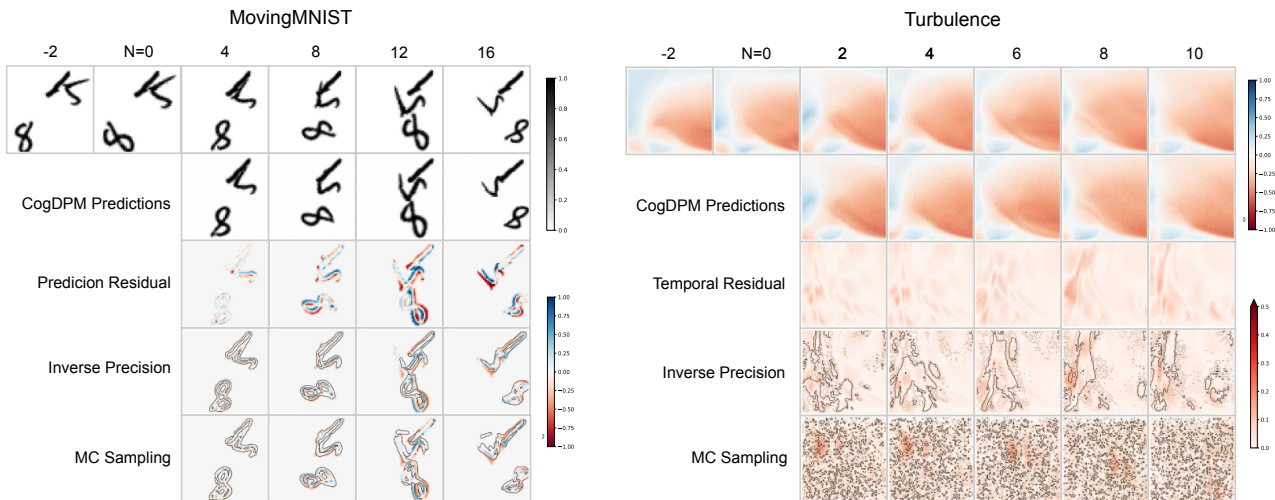 MovingMNIST
Turbulence
-2 N=0 4 8 12 16
-2 N=0 2 4 6 8 10
CogDPM Predictions
Predicion Residual
Inverse Precision
MC Sampling
1.0
0.8
0.6
0.4
0.2
0.0
1.00
0.75
0.50
0.25
0.00
−0.25
−0.50
−0.75
−1.00
CogDPM Predictions
Temporal Residual
Inverse Precision
MC Sampling
1.00
0.75
0.50
0.25
0.00
−0.25
−0.50
−0.75
−1.00
0.5
0.4
0.3
0.2
0.1
0.0